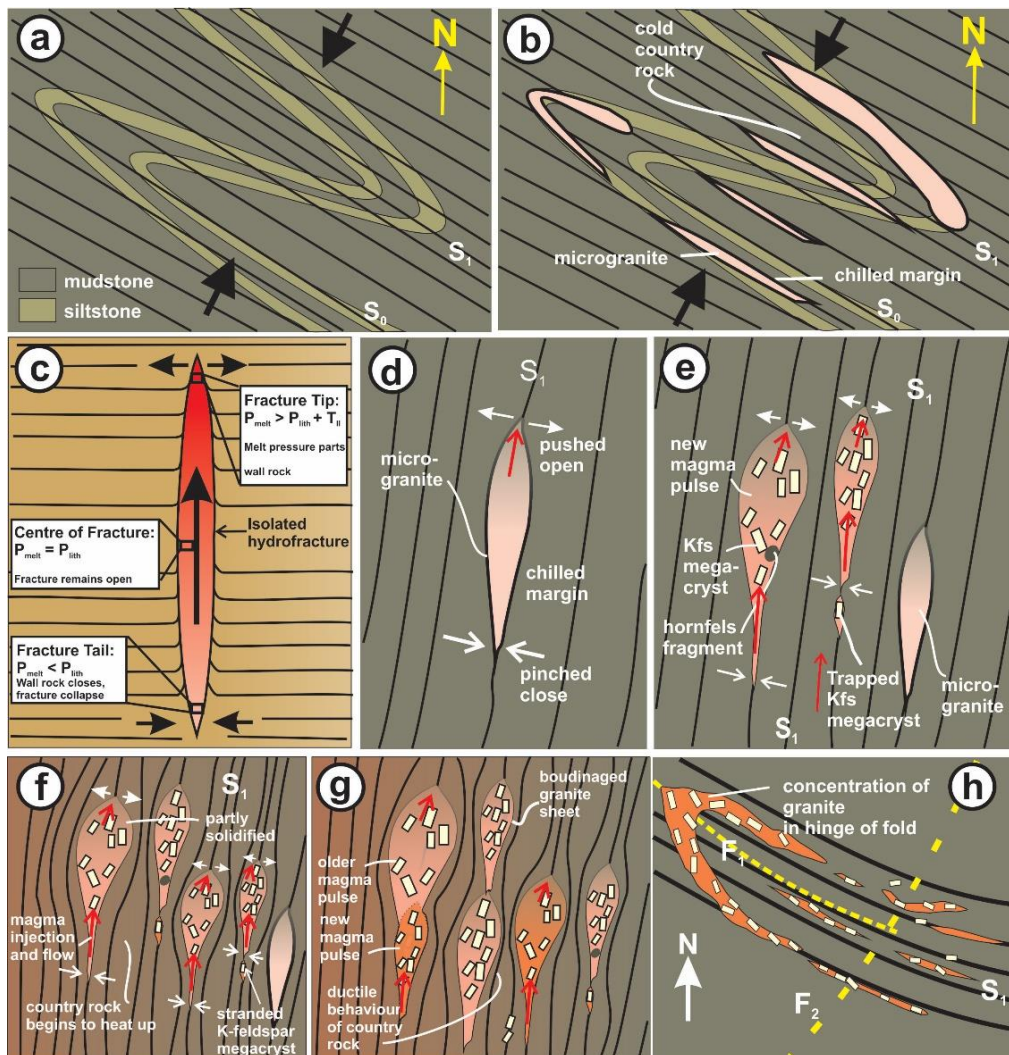 a
N
S1
mudstone
siltstone
S0
b
cold
country
rock
N
S1
microgranite
chilled margin
S0
c
Fracture Tip:
Pmelt > Plith + TII
Melt pressure parts
wall rock
Centre of Fracture:
Pmelt = Plith
Fracture remains open
Isolated
hydrofracture
Fracture Tail:
Pmelt < Plith
Wall rock closes,
fracture collapse
d
S1
micro-
granite
pushed
open
chilled
margin
pinched
close
e
S1
new
magma
pulse
Kfs
mega-
cryst
hornfels
fragment
Trapped
Kfs
megacryst
micro-
granite
S1
f
S1
partly
solidified
magma
injection
and flow
country rock
begins to heat up
stranded
K-feldspar
megacryst
g
boudinaged
granite
sheet
older
magma
pulse
new
magma
pulse
ductile
behaviour
of country
rock
h
concentration of
granite
in hinge of fold
F1
N
S1
F2